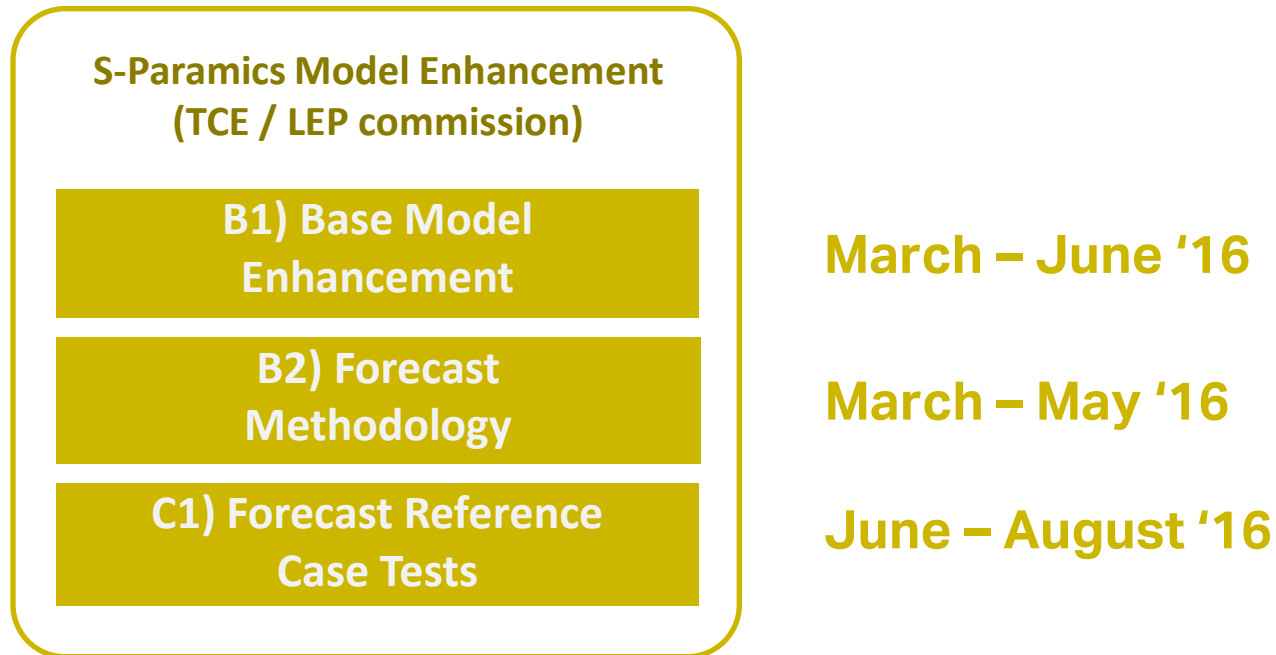 S-Paramics Model Enhancement
(TCE / LEP commission)
B1) Base Model
Enhancement
March – June ‘16
B2) Forecast
Methodology
March – May ‘16
C1) Forecast Reference
Case Tests
June – August ‘16